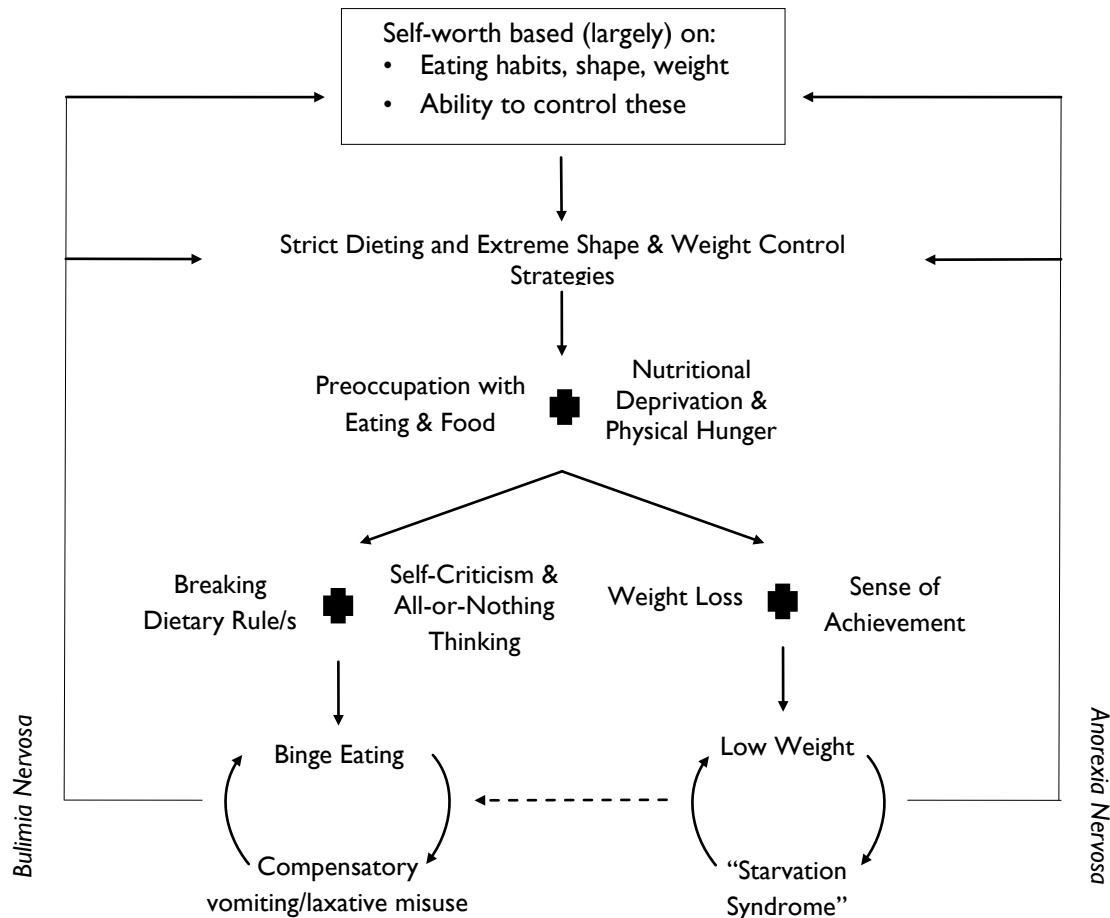 Self-worth based (largely) on:
• Eating habits, shape, weight
• Ability to control these
Strict Dieting and Extreme Shape & Weight Control
Strategies
Preoccupation with
Eating & Food
Nutritional
Deprivation &
Physical Hunger
Breaking
Dietary Rule/s
Self-Criticism &
All-or-Nothing
Thinking
Weight Loss
Sense of
Achievement
Binge Eating
Low Weight
Compensatory
vomiting/laxative misuse
“Starvation
Syndrome”
Bulimia Nervosa
Anorexia Nervosa